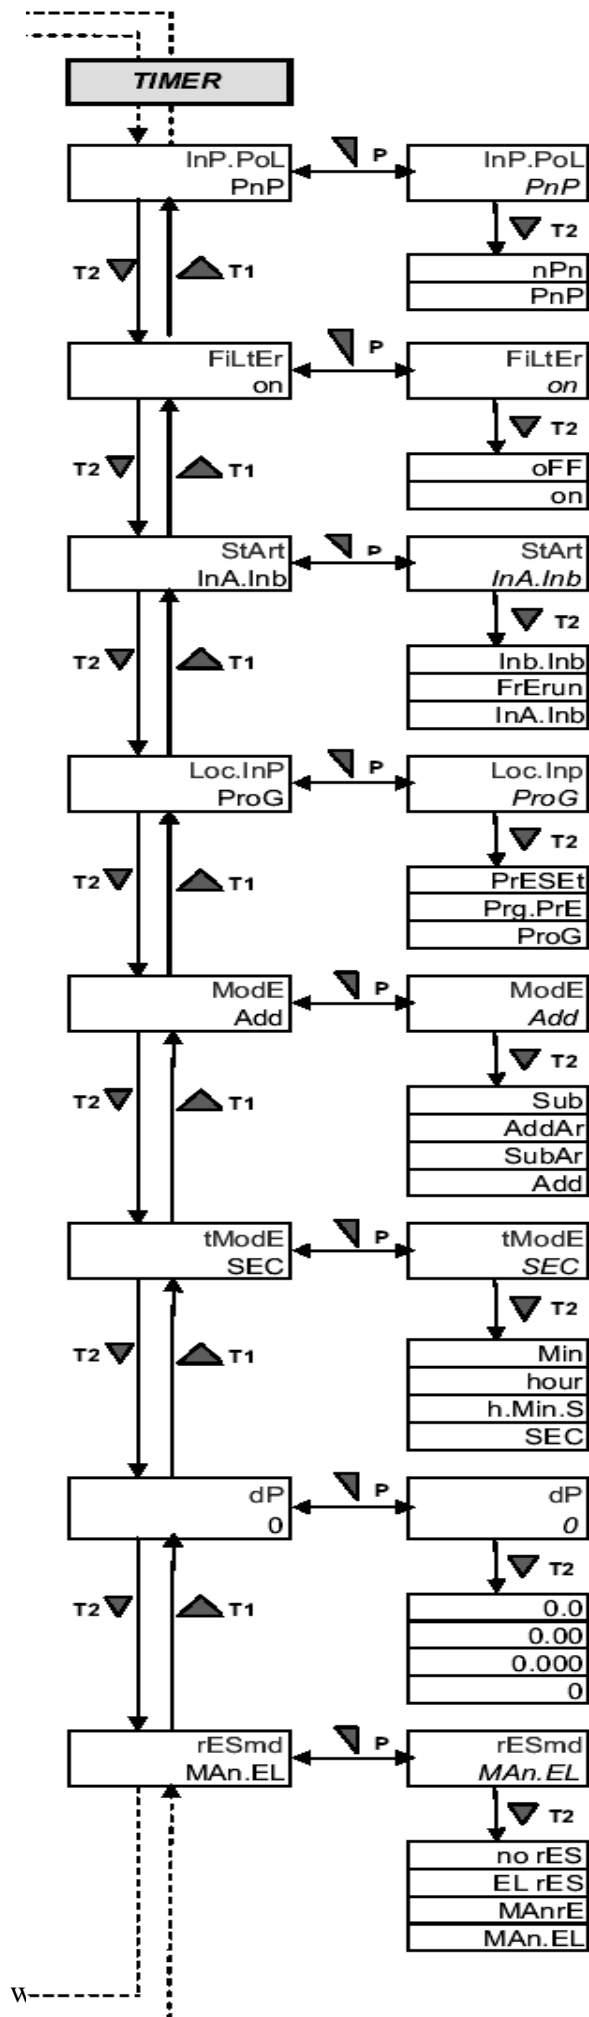 TIMER
InP.PoL
PnP
P
InP.PoL
PnP
T2
T1
T2
nPn
PnP
FiLtEr
on
P
FiLtEr
on
T2
T1
T2
oFF
on
StArt
InA.Inb
P
StArt
InA.Inb
T2
T1
T2
Inb.Inb
FrErun
InA.Inb
Loc.InP
ProG
P
Loc.Inp
ProG
T2
T1
T2
PrESEt
Prg.PrE
ProG
ModE
Add
P
ModE
Add
T2
T1
T2
Sub
AddAr
SubAr
Add
tModE
SEC
P
tModE
SEC
T2
T1
T2
Min
hour
h.Min.S
SEC
dP
0
P
dP
0
T2
T1
T2
0.0
0.00
0.000
0
rESmd
MAn.EL
P
rESmd
MAn.EL
T2
no rES
EL rES
MAnrE
MAn.EL
w